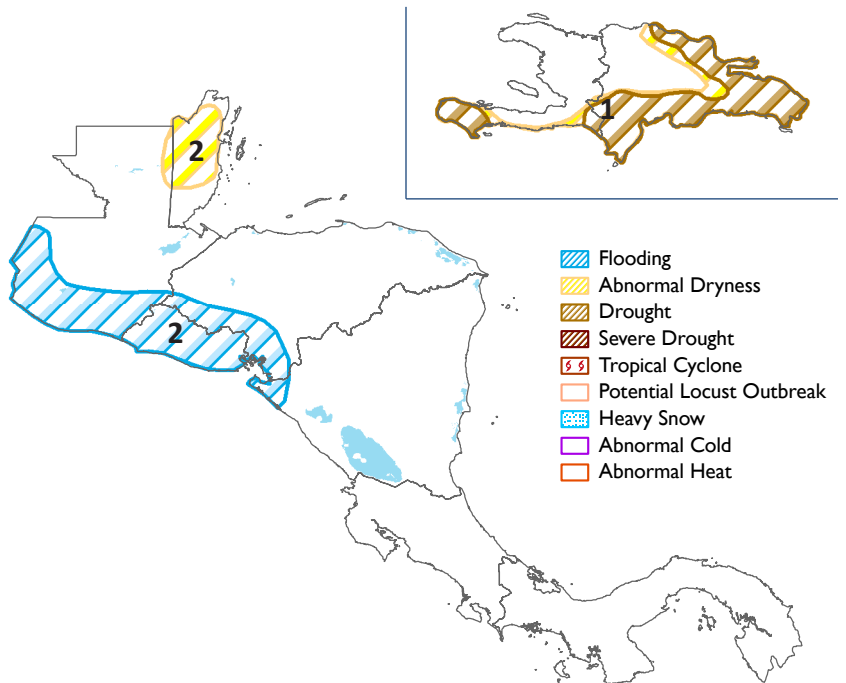 1
2
2
Flooding
Abnormal Dryness
Drought
Severe Drought
Tropical Cyclone
Potential Locust Outbreak
Heavy Snow
Abnormal Cold
Abnormal Heat